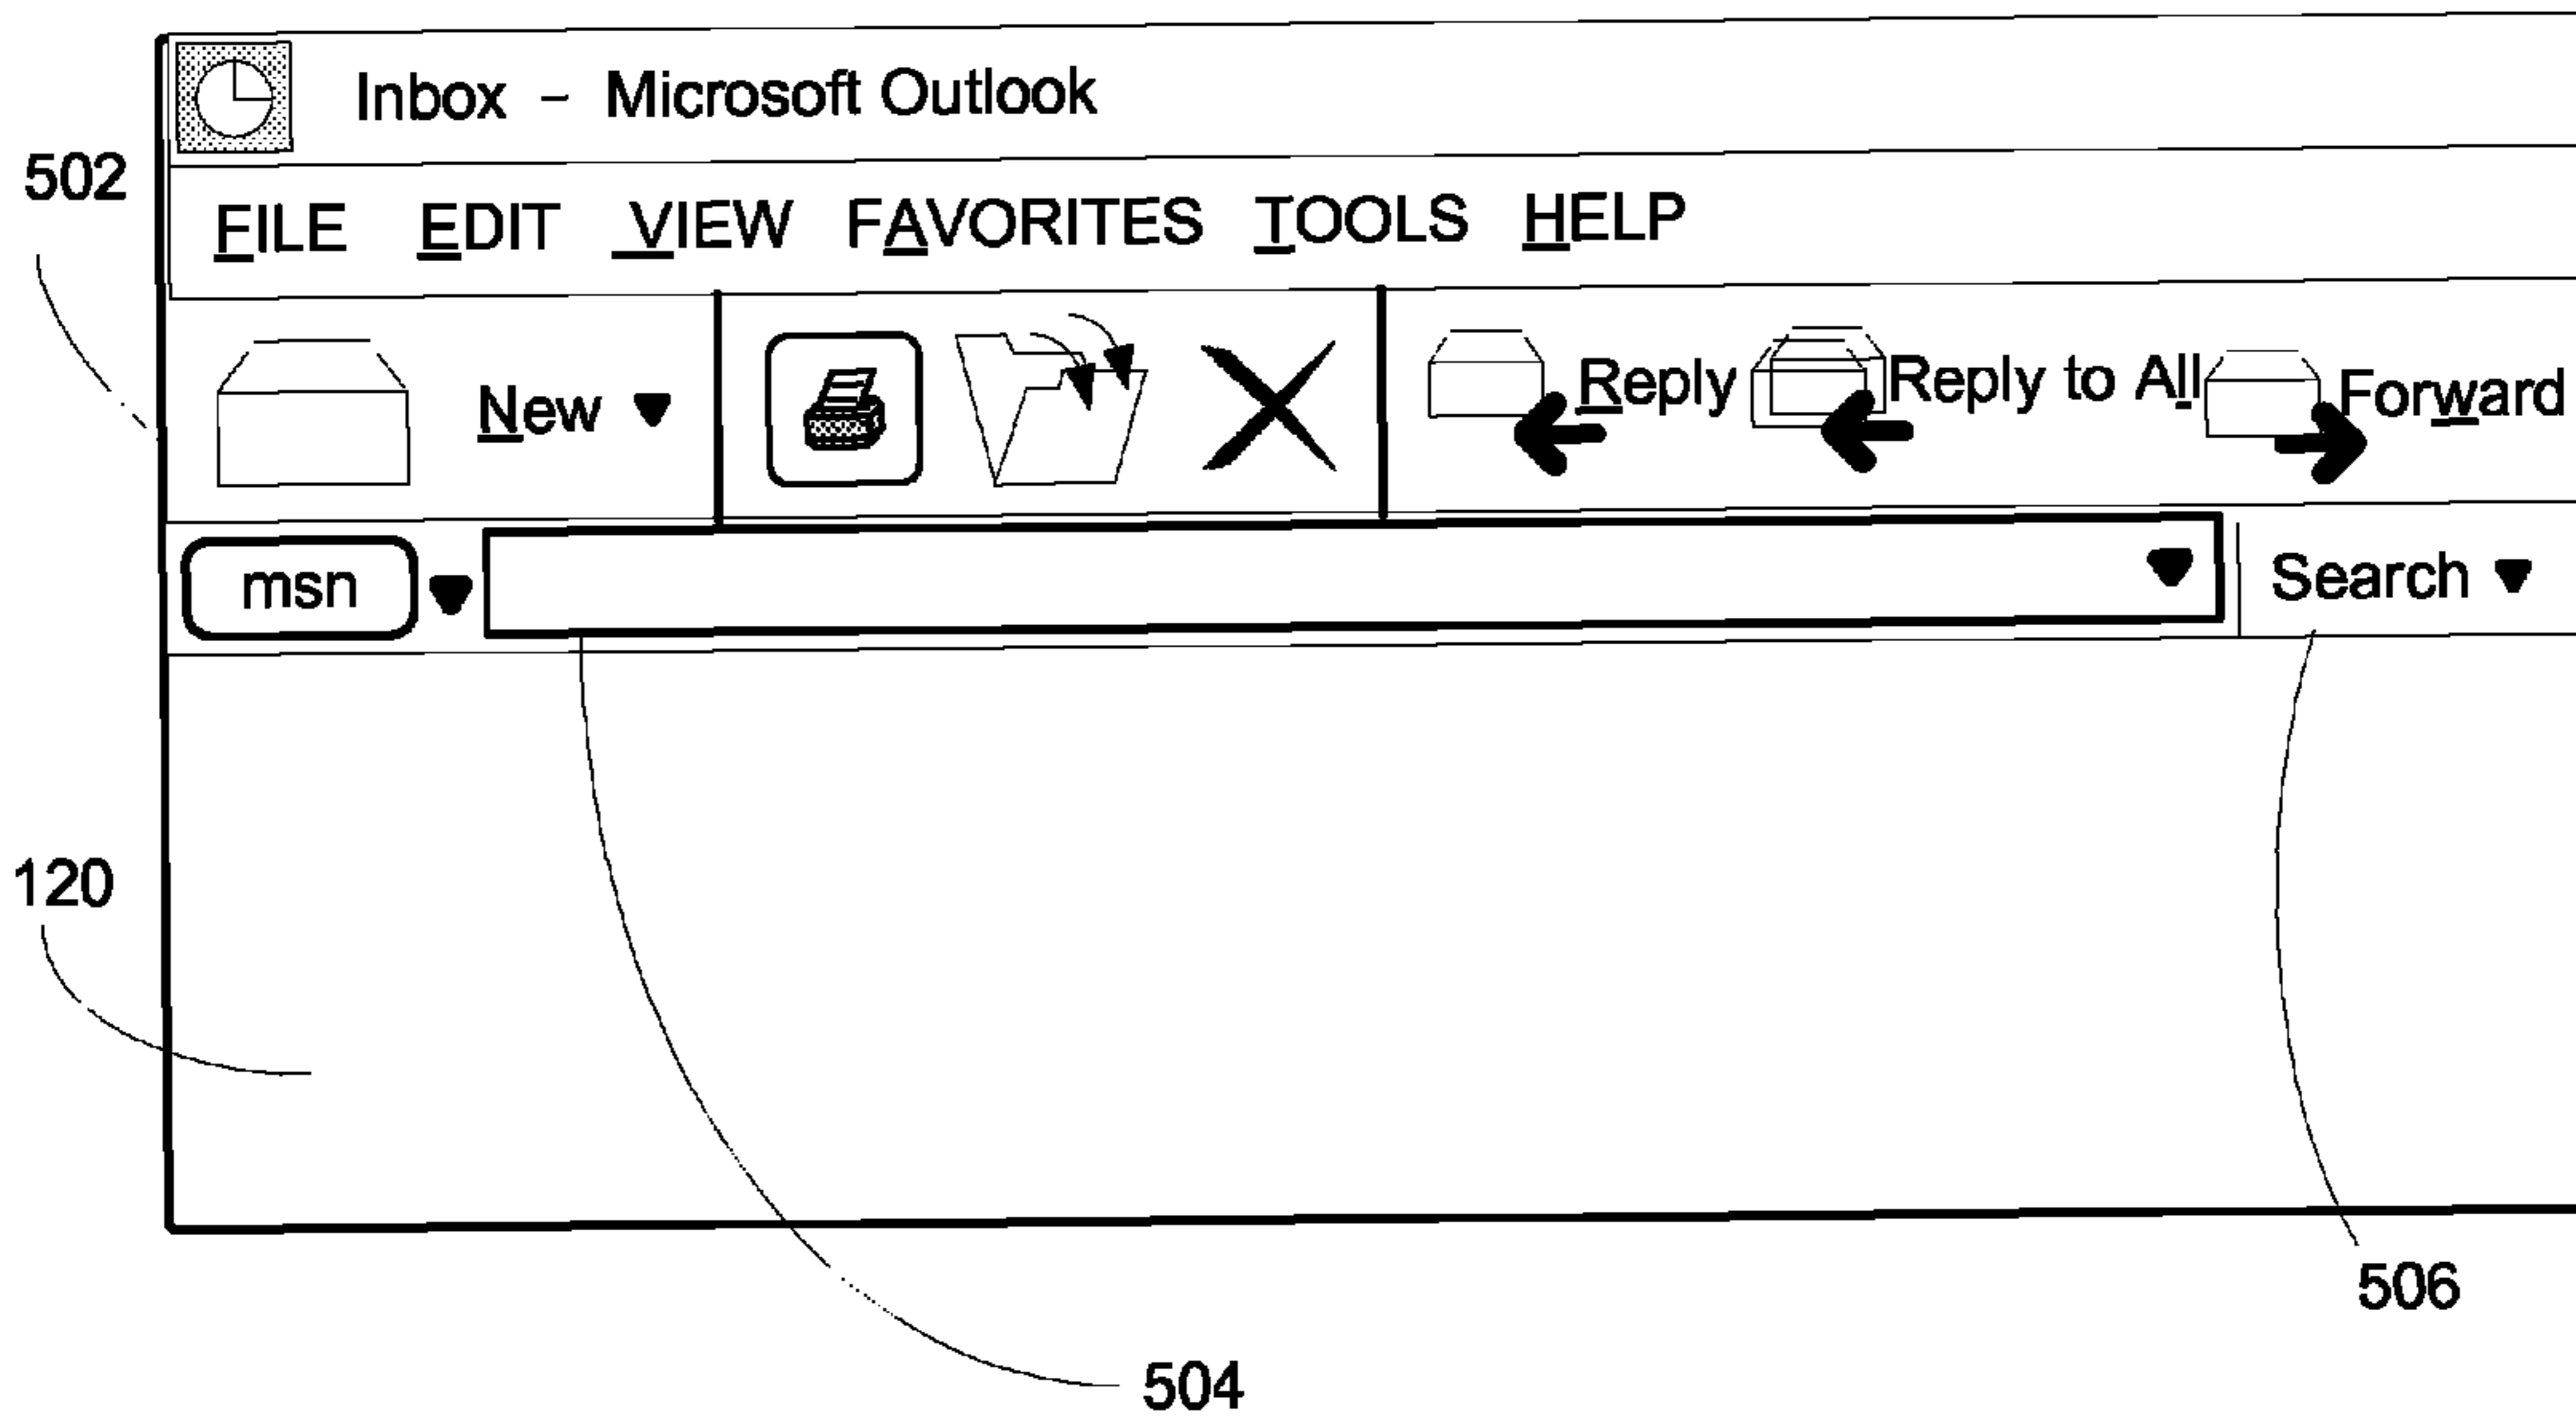 Inbox – Microsoft Outlook
502
FILE EDIT VIEW FAVORITES TOOLS HELP
New Reply Reply to All Forward
msn Search
120
506
504